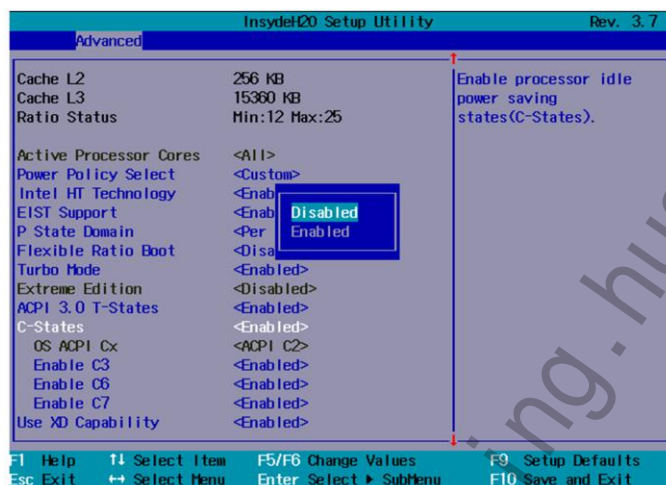 InsydeH20 Setup Utility Rev. 3.7
Advanced
Cache L2 256 KB
Cache L3 15360 KB
Ratio Status Min:12 Max:25
Active Processor Cores <All>
Power Policy Select <Custom>
Intel HT Technology <Enab
EIST Support <Enab
P State Domain <Per
Flexible Ratio Boot <Disa
Turbo Mode <Enabled>
Extreme Edition <Disabled>
ACPI 3.0 T-States <Enabled>
C-States <Enabled>
OS ACPI Cx <ACPI C2>
Enable C3 <Enabled>
Enable C6 <Enabled>
Enable C7 <Enabled>
Use XD Capability <Enabled>
Disabled
Enabled
Enable processor idle
power saving
states(C-States).
F1 Help ↑↓ Select Item F5/F6 Change Values F9 Setup Defaults
Esc Exit ↔ Select Menu Enter Select ▶ SubMenu F10 Save and Exit
ing.hu